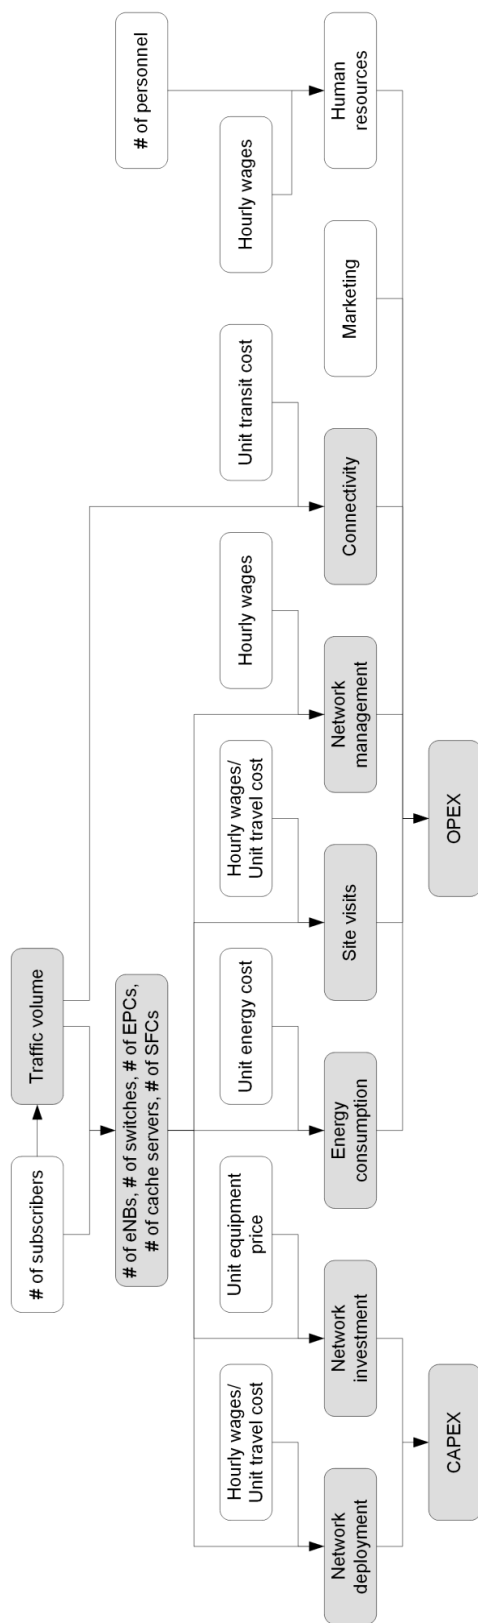 # of subscribers
Traffic volume
# of personnel
# of eNBs, # of switches, # of EPCs,
# of cache servers, # of SFCs
Hourly wages/
Unit travel cost
Unit equipment
price
Unit energy cost
Hourly wages/
Unit travel cost
Hourly wages
Unit transit cost
Hourly wages
Network
deployment
Network
investment
Energy
consumption
Site visits
Network
management
Connectivity
Marketing
Human
resources
CAPEX
OPEX